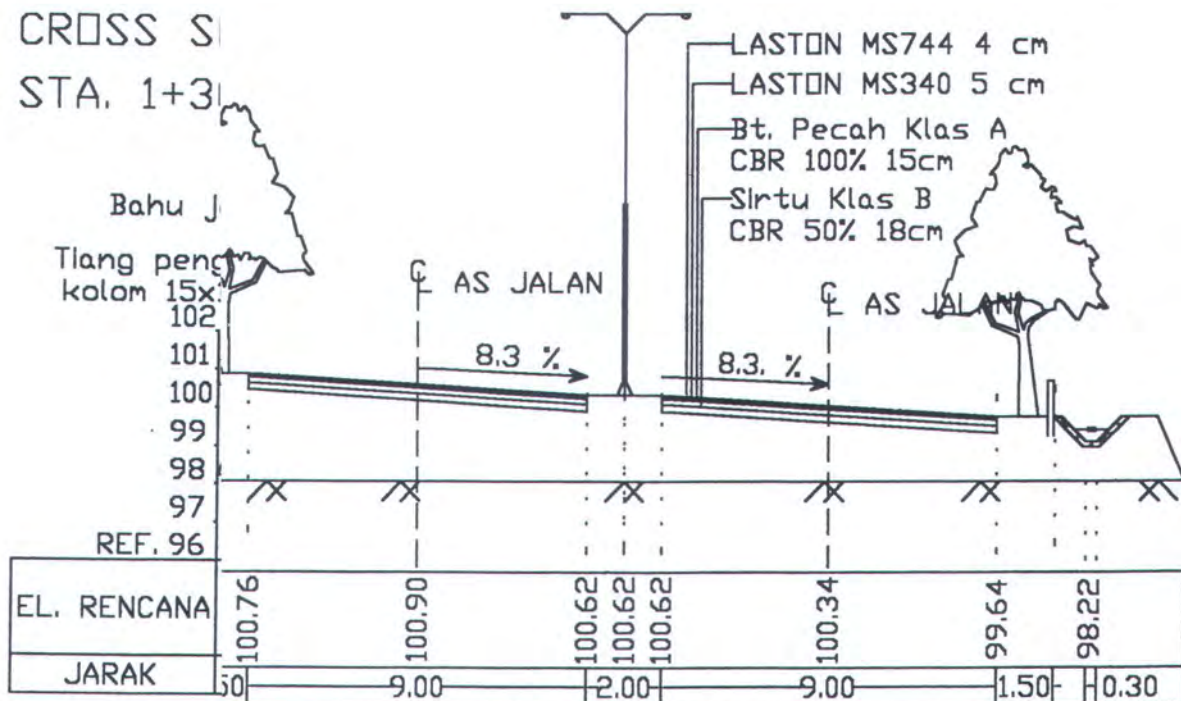 CROSS S
STA. 1+3
LASTON MS744 4 cm
LASTON MS340 5 cm
Bt. Pecah Klas A
CBR 100% 15cm
Sirtu Klas B
CBR 50% 18cm
Bahu J
Tiang peng
kolom 15x
℄ AS JALAN
℄ AS JALAN
8.3 %
8.3. %
102
101
100
99
98
97
REF. 96
EL. RENCANA
100.76
100.90
100.62
100.62
100.62
100.34
99.64
98.22
JARAK
50
9.00
2.00
9.00
1.50
0.30